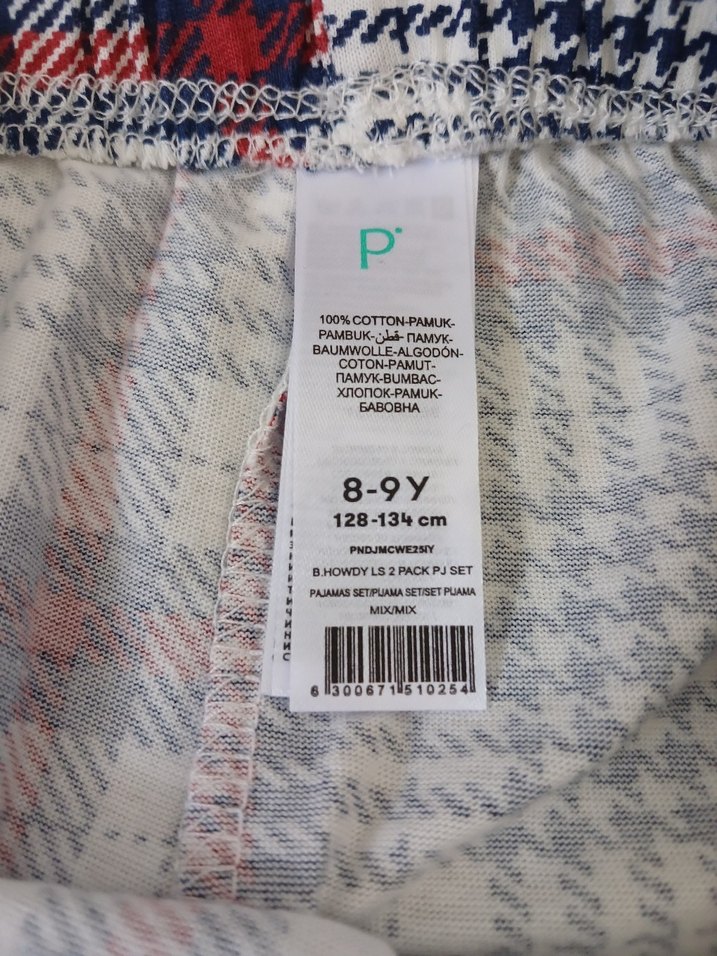 P
100% COTTON-PAMUK-
PAMBUK-قطن- ПАМУК-
BAUMWOLLE-ALGODÓN-
COTON-PAMUT-
ПАМУК-BUMBAC-
ХЛОПОК-PAMUK-
БАВОВНА
8-9Y
128-134 cm
PNDJMCWE25IY
B.HOWDY LS 2 PACK PJ SET
PAJAMAS SET/PIJAMA SET/SET PIJAMA
MIX/MIX
6 300671 510254